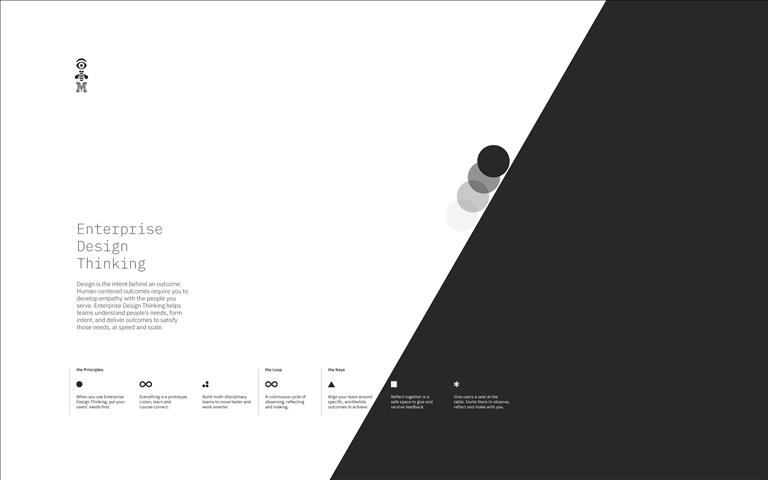 M
Enterprise
Design
Thinking
Design is the intent behind an outcome.
Human-centered outcomes require you to
develop empathy with the people you
serve. Enterprise Design Thinking helps
teams understand people's needs, form
intent, and deliver outcomes to satisfy
those needs, at speed and scale.
the Principles
When you use Enterprise
Design Thinking, put your
users' needs first.
Everything is a prototype.
Listen, learn and
course-correct.
Build multi-disciplinary
teams to move faster and
work smarter.
the Loop
A continuous cycle of
observing, reflecting
and making.
the Keys
Align your team around
specific, worthwhile
outcomes to achieve.
Reflect together in a
safe space to give and
receive feedback.
Give users a seat at the
table. Invite them to observe,
reflect and make with you.